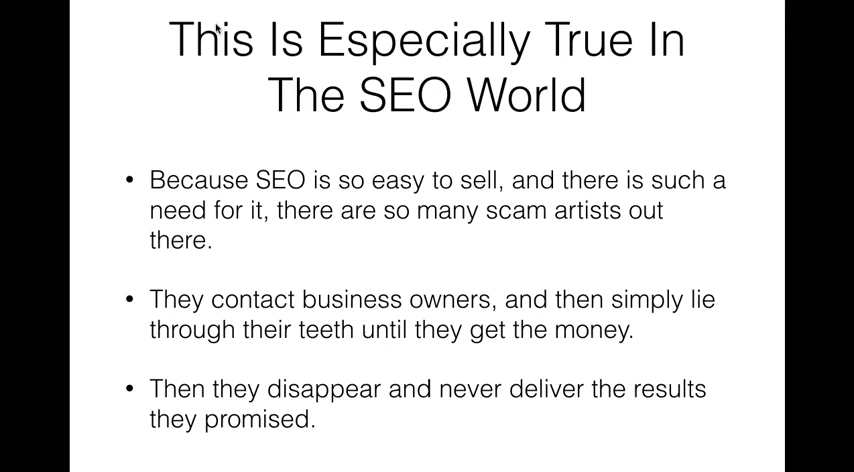 This Is Especially True In
The SEO World
• Because SEO is so easy to sell, and there is such a
need for it, there are so many scam artists out
there.
• They contact business owners, and then simply lie
through their teeth until they get the money.
• Then they disappear and never deliver the results
they promised.